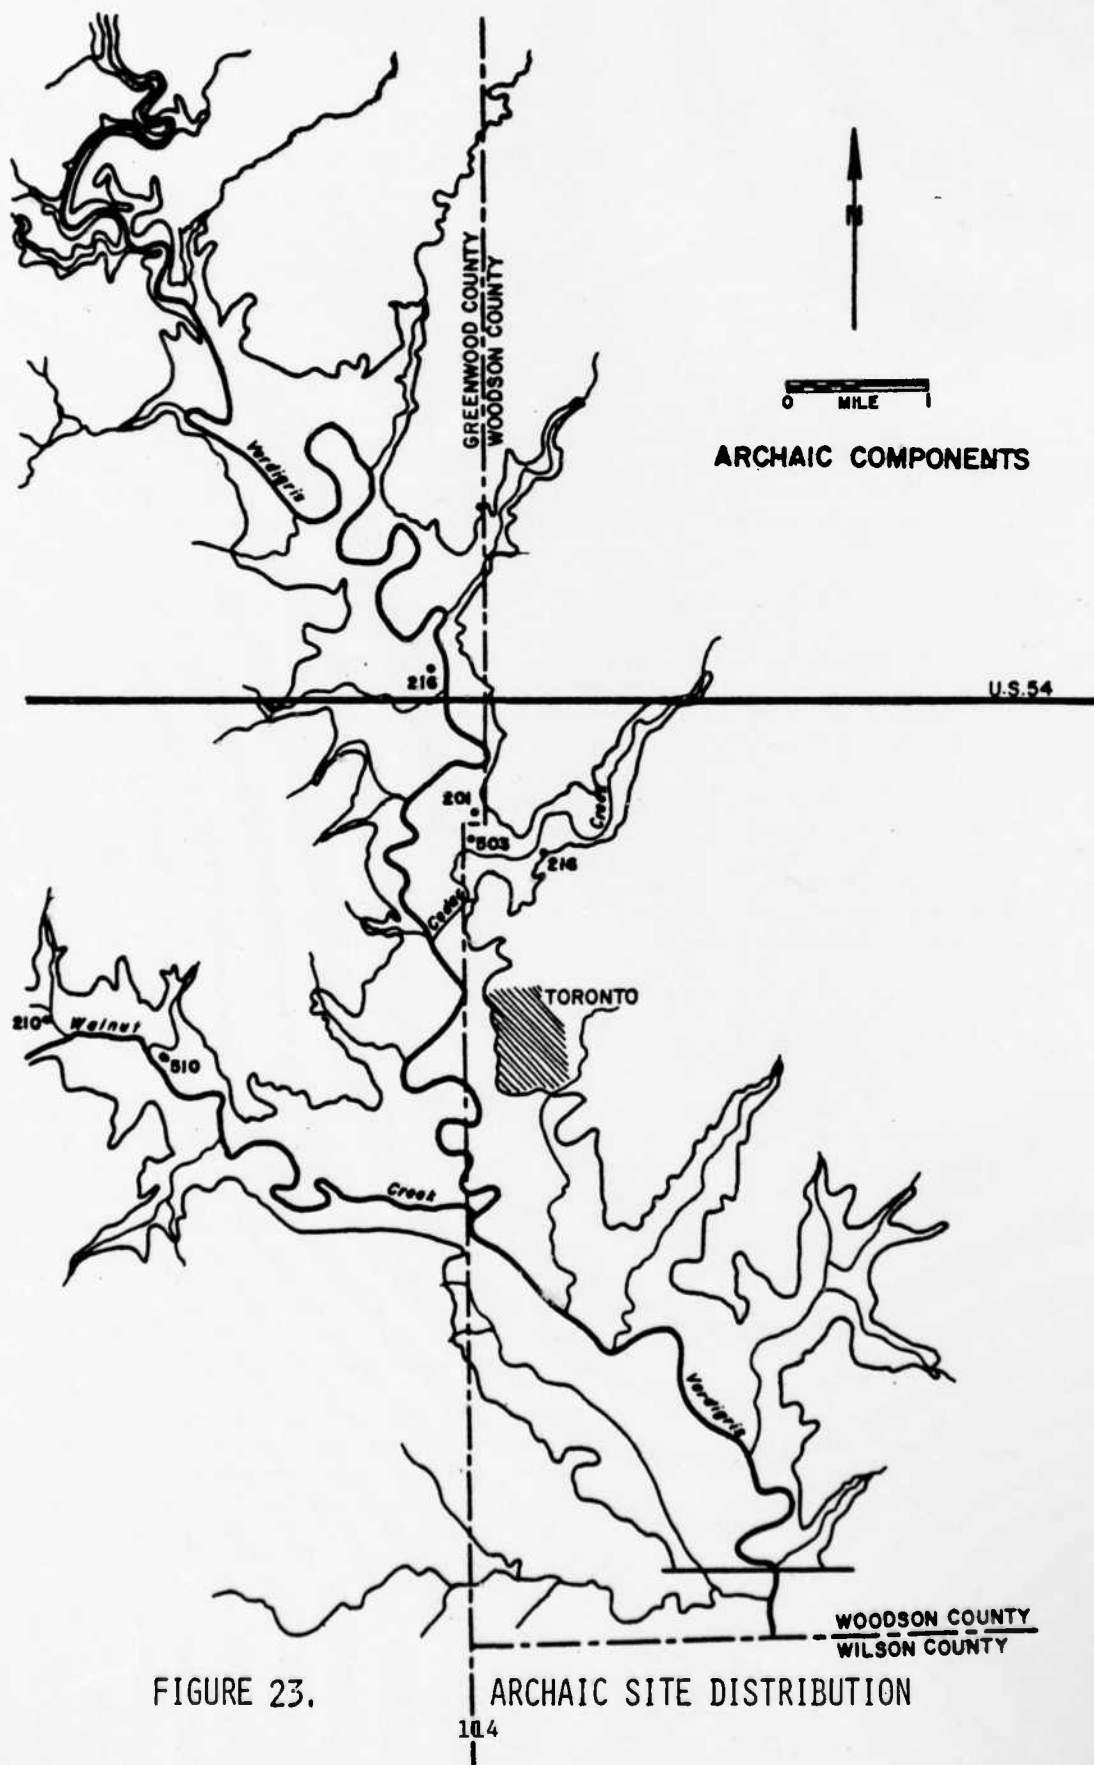 GREENWOOD COUNTY
WOODSON COUNTY
N
0 MILE 1
ARCHAIC COMPONENTS
Verdigris
216
U.S.54
201
503
216
Creek
Cedar
TORONTO
210
Walnut
510
Creek
Verdigris
WOODSON COUNTY
WILSON COUNTY
FIGURE 23. ARCHAIC SITE DISTRIBUTION
114